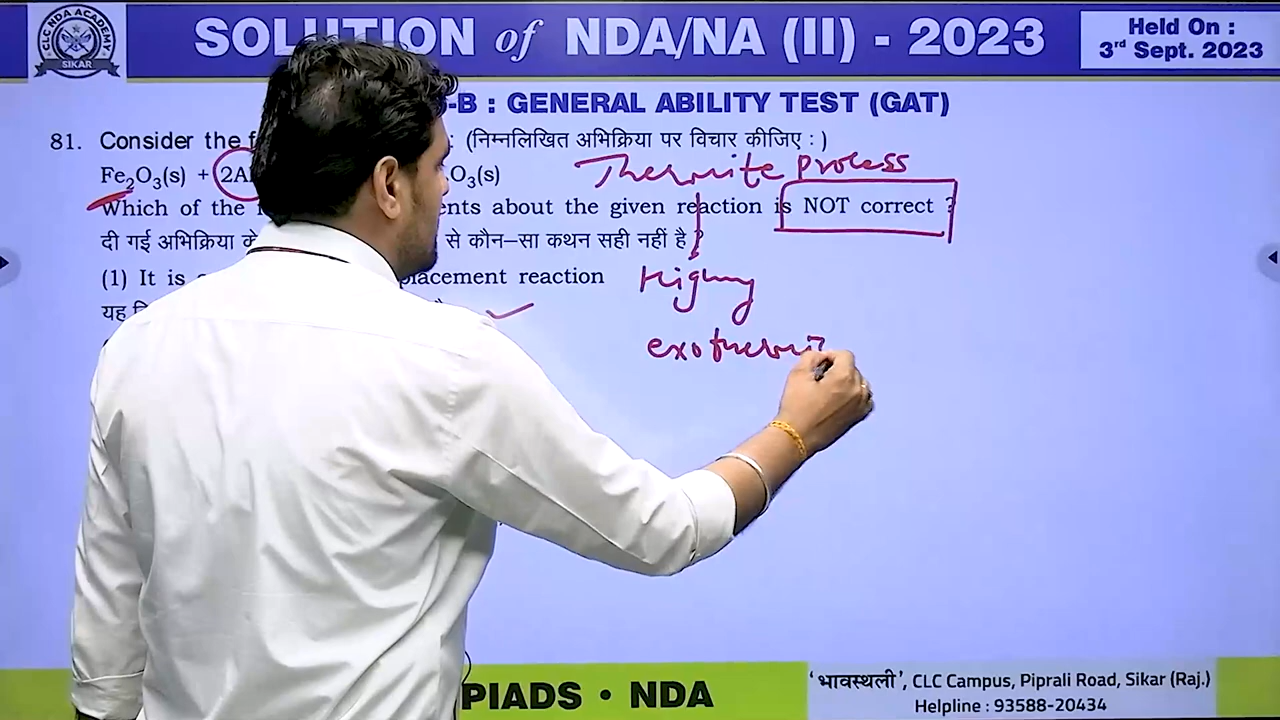 CLC NDA ACADEMY
SIKAR
SOLUTION of NDA/NA (II) - 2023
Held On :
3rd Sept. 2023
-B : GENERAL ABILITY TEST (GAT)
81. Consider the : (निम्नलिखित अभिक्रिया पर विचार कीजिए : )
Fe2O3(s) + 2A O3(s) Thermite process
Which of the ents about the given reaction is NOT correct ?
दी गई अभिक्रिया से कौन–सा कथन सही नहीं है ?
(1) It is placement reaction Highly
यह
exothermi
PIADS • NDA
'भावस्थली', CLC Campus, Piprali Road, Sikar (Raj.)
Helpline : 93588-20434